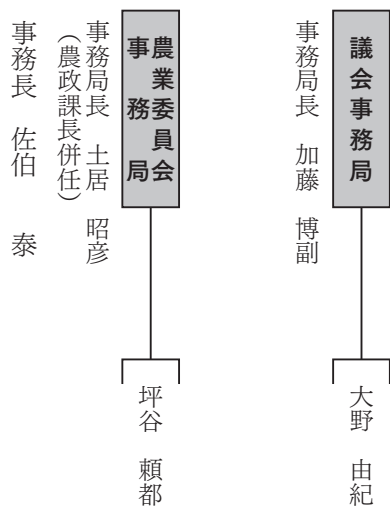 議会事務局
事務局長　加藤　博副
大野　由紀
農業委員会
事務局
事務局長　土居　昭彦
（農政課長併任）
事務長　佐伯　泰
坪谷　頼都